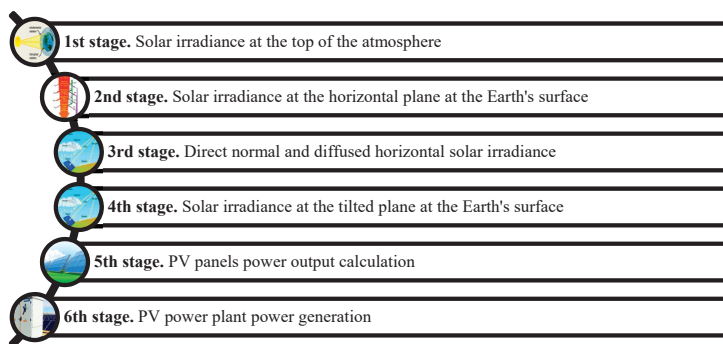 1st stage. Solar irradiance at the top of the atmosphere
2nd stage. Solar irradiance at the horizontal plane at the Earth's surface
3rd stage. Direct normal and diffused horizontal solar irradiance
4th stage. Solar irradiance at the tilted plane at the Earth's surface
5th stage. PV panels power output calculation
6th stage. PV power plant power generation